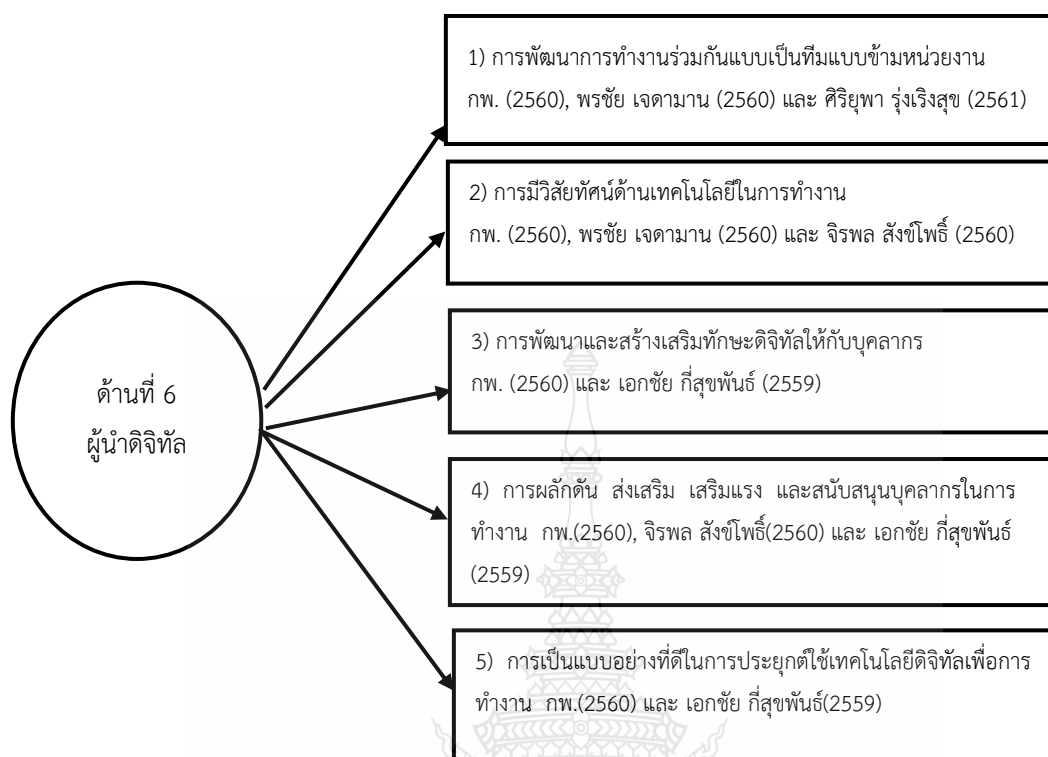 1) การพัฒนาการทำงานร่วมกันแบบเป็นทีมแบบข้ามหน่วยงาน
กพ. (2560), พรชัย เจดามาน (2560) และ ศิริยุพา รุ่งเริงสุข (2561)
2) การมีวิสัยทัศน์ด้านเทคโนโลยีในการทำงาน
กพ. (2560), พรชัย เจดามาน (2560) และ จิรพล สังข์โพธิ์ (2560)
ด้านที่ 6
ผู้นำดิจิทัล
3) การพัฒนาและสร้างเสริมทักษะดิจิทัลให้กับบุคลากร
กพ. (2560) และ เอกชัย กี่สุขพันธ์ (2559)
4) การผลักดัน ส่งเสริม เสริมแรง และสนับสนุนบุคลากรในการ
ทำงาน กพ.(2560), จิรพล สังข์โพธิ์(2560) และ เอกชัย กี่สุขพันธ์
(2559)
5) การเป็นแบบอย่างที่ดีในการประยุกต์ใช้เทคโนโลยีดิจิทัลเพื่อการ
ทำงาน กพ.(2560) และ เอกชัย กี่สุขพันธ์(2559)